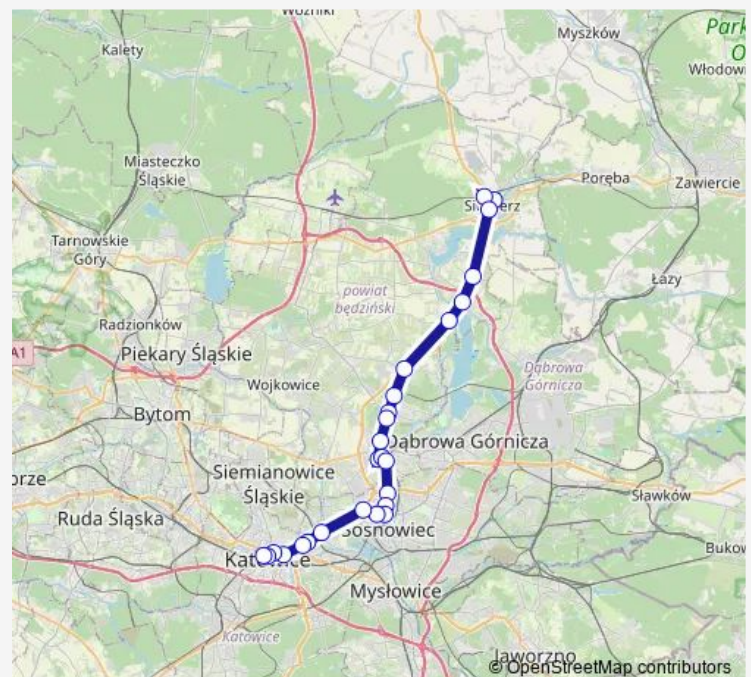 Woźniki
Myszków
Park
O
Kalety
Włodow
Miasteczko
Śląskie
Poręba
Zawiercie
Tarnowskie
Góry
Łazy
powiat
będziński
Radzionków
A1
Piekary Śląskie
Dąbrowa
Górnicza
Wojkowice
Bytom
Dąbrowa Górnicza
Siemianowice
Śląskie
orze
Sławków
Ruda Śląska
Sosnowiec
Bukow
Katowice
Mysłowice
Katowice
Jaworzno
© OpenStreetMap contributors